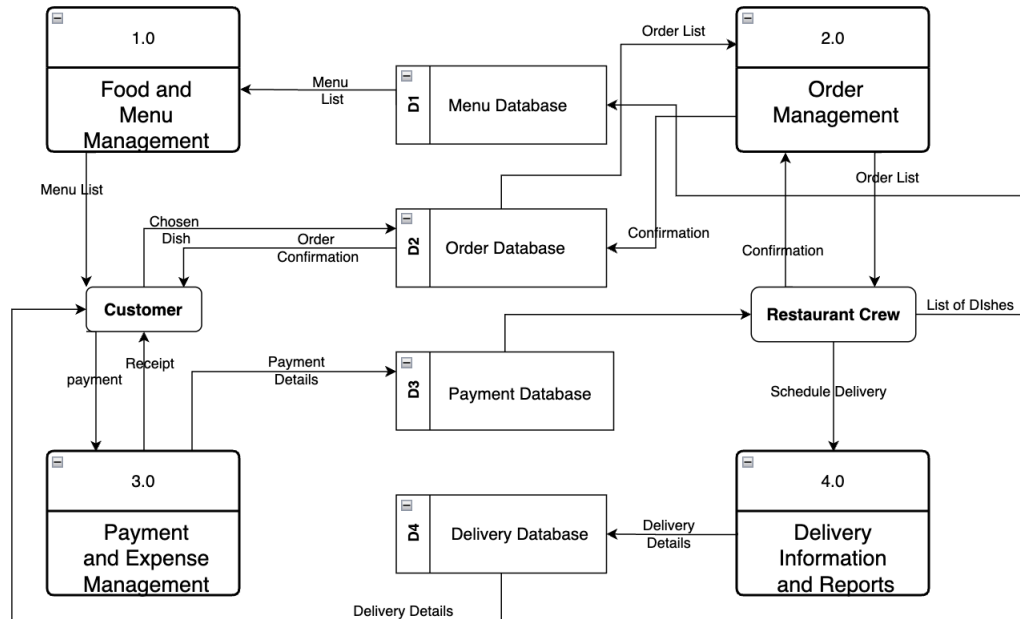 1.0
Food and
Menu
Management
Menu
List
D1
Menu Database
Order List
2.0
Order
Management
Menu List
Order List
Chosen
Dish
Order
Confirmation
D2
Order Database
Confirmation
Confirmation
Customer
Restaurant Crew
List of DIshes
payment
Receipt
Payment
Details
D3
Payment Database
Schedule Delivery
3.0
Payment
and Expense
Management
D4
Delivery Database
Delivery
Details
4.0
Delivery
Information
and Reports
Delivery Details